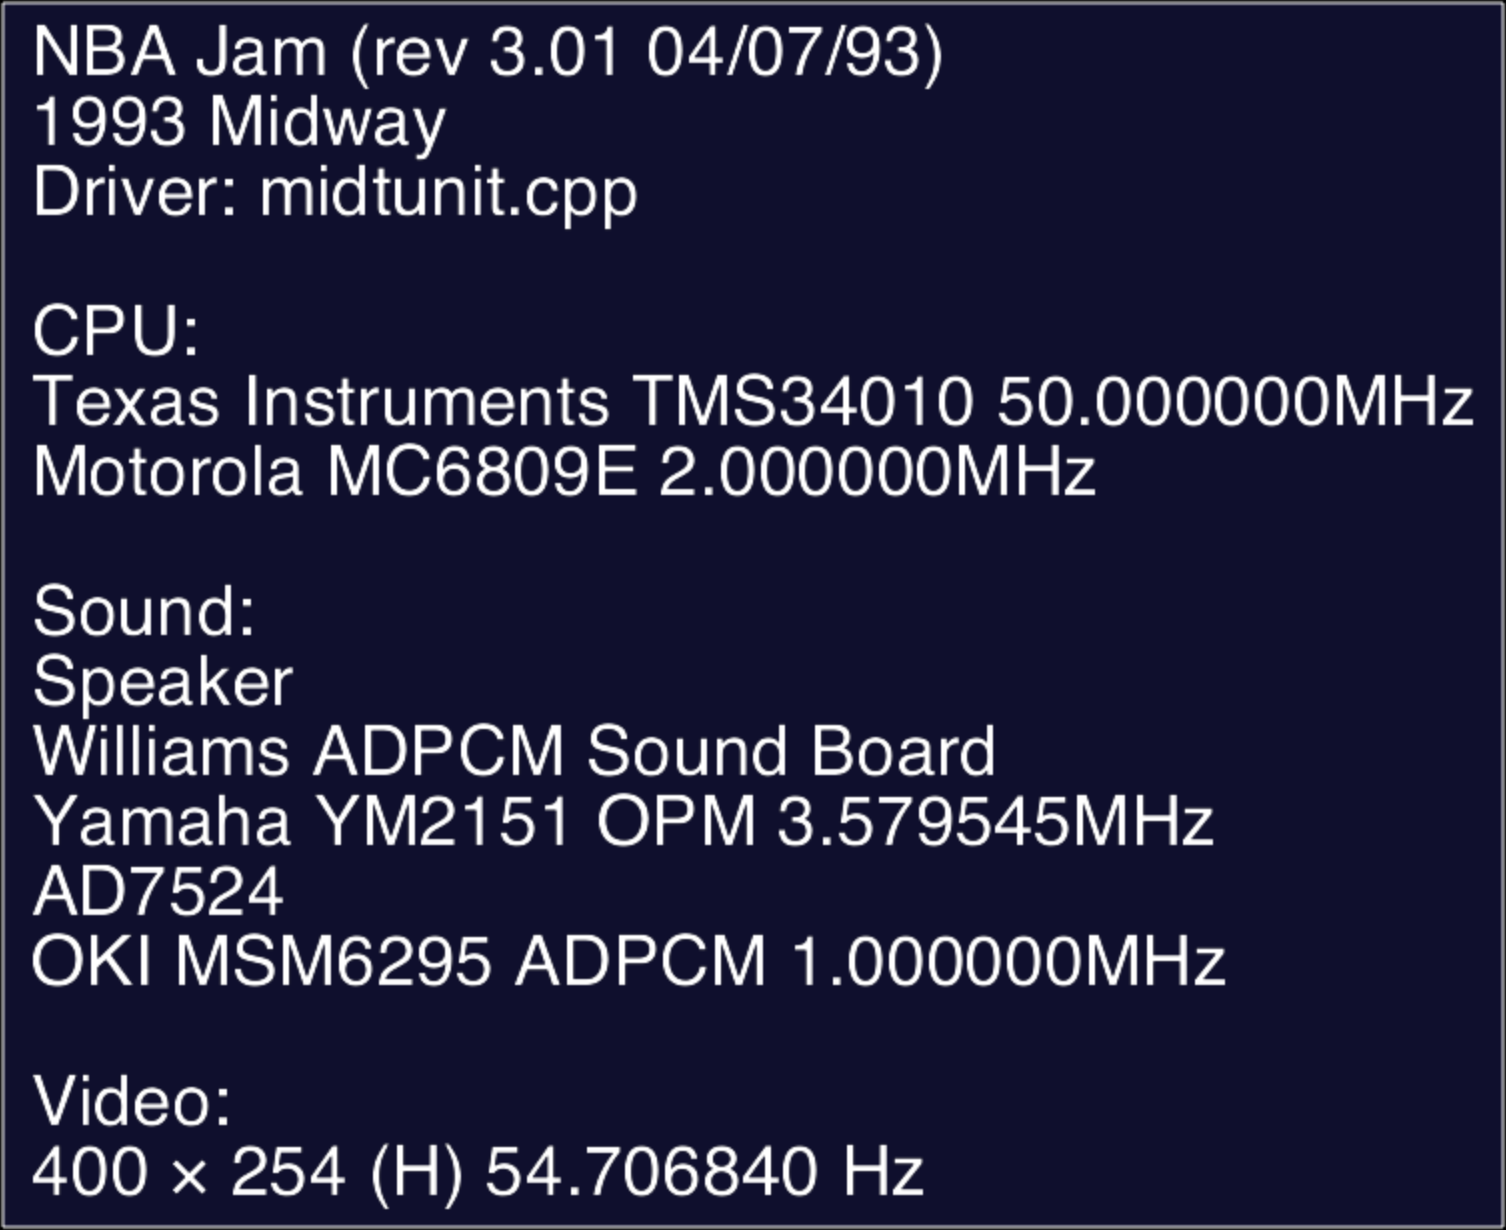 NBA Jam (rev 3.01 04/07/93)
1993 Midway
Driver: midtunit.cpp
CPU:
Texas Instruments TMS34010 50.000000MHz
Motorola MC6809E 2.000000MHz
Sound:
Speaker
Williams ADPCM Sound Board
Yamaha YM2151 OPM 3.579545MHz
AD7524
OKI MSM6295 ADPCM 1.000000MHz
Video:
400 × 254 (H) 54.706840 Hz